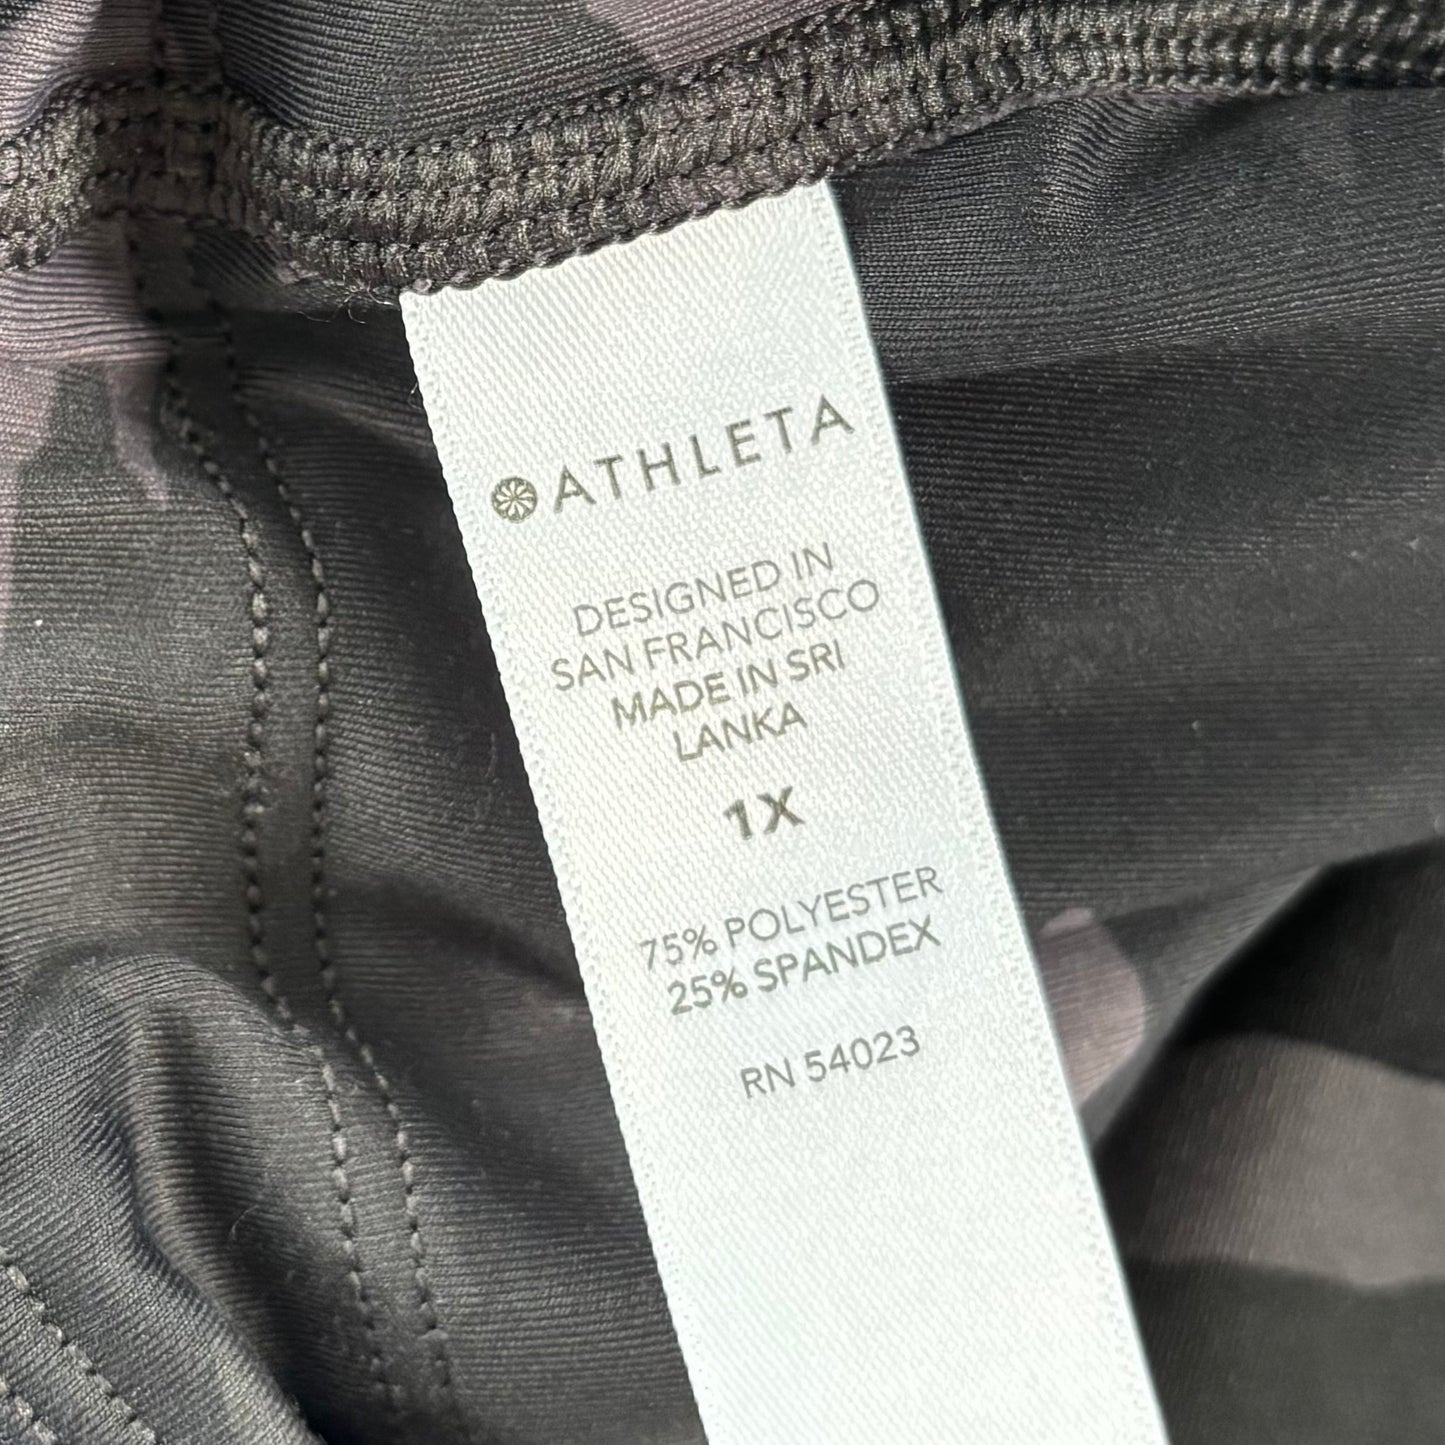 ATHLETA
DESIGNED IN
SAN FRANCISCO
MADE IN SRI
LANKA
1X
75% POLYESTER
25% SPANDEX
RN 54023